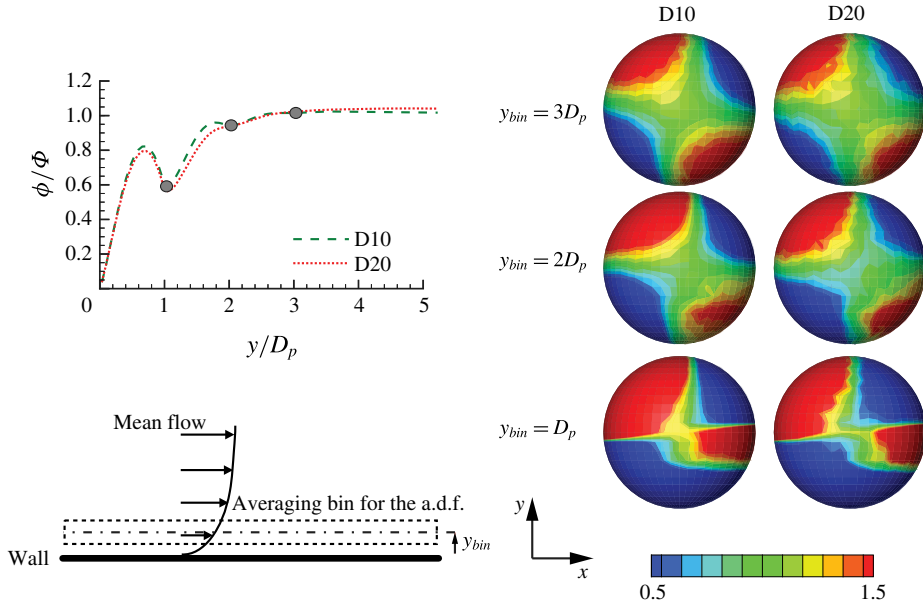 D10
D20
1.2
1.0
0.8
0.6
0.4
0.2
ϕ/Φ
D10
D20
0
1
2
3
4
5
y/D_p
y_bin = 3D_p
y_bin = 2D_p
y_bin = D_p
Mean flow
Averaging bin for the a.d.f.
y_bin
Wall
y
x
0.5
1.5